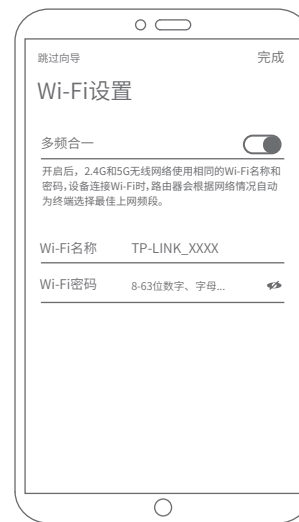 跳过向导 完成
Wi-Fi设置
多频合一
开启后，2.4G和5G无线网络使用相同的Wi-Fi名称和
密码，设备连接Wi-Fi时，路由器会根据网络情况自动
为终端选择最佳上网频段。
Wi-Fi名称 TP-LINK_XXXX
Wi-Fi密码 8-63位数字、字母...